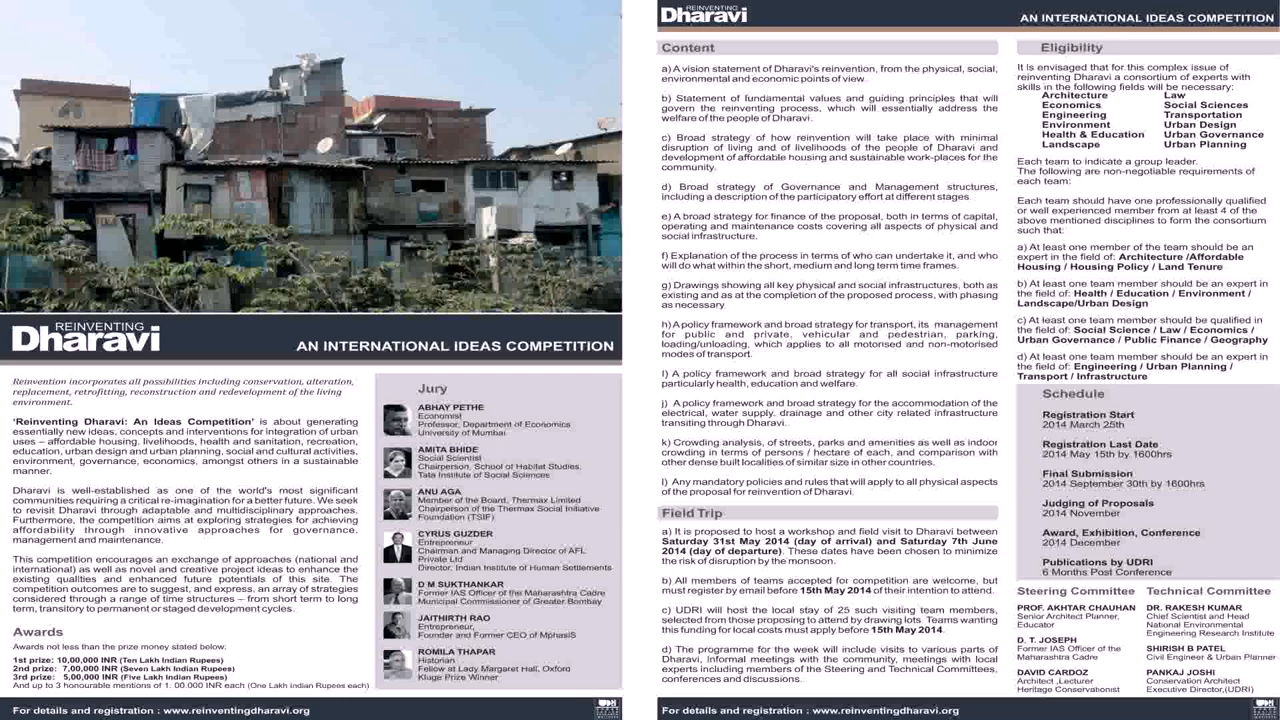 REINVENTING
Dharavi
AN INTERNATIONAL IDEAS COMPETITION
Reinvention incorporates all possibilities including conservation, alteration,
replacement, retrofitting, reconstruction and redevelopment of the living
environment.
'Reinventing Dharavi: An Ideas Competition' is about generating
essentially new ideas, concepts and interventions for integration of urban
uses – affordable housing, livelihoods, health and sanitation, recreation,
education, urban design and urban planning, social and cultural activities,
environment, governance, economics, amongst others in a sustainable
manner.
Dharavi is well-established as one of the world's most significant
communities requiring a critical re-imagination for a better future. We seek
to revisit Dharavi through adaptable and multidisciplinary approaches.
Furthermore, the competition aims at exploring strategies for achieving
affordability through innovative approaches for governance,
management and maintenance.
This competition encourages an exchange of approaches (national and
international) as well as novel and creative project ideas to enhance the
existing qualities and enhanced future potentials of this site. The
competition outcomes are to suggest, and express, an array of strategies
considered through a range of time structures – from short term to long
term, transitory to permanent or staged development cycles.
Awards
Awards not less than the prize money stated below:
1st prize: 10,00,000 INR (Ten Lakh Indian Rupees)
2nd prize: 7,00,000 INR (Seven Lakh Indian Rupees)
3rd prize: 5,00,000 INR (Five Lakh Indian Rupees)
And up to 3 honourable mentions of 1, 00,000 INR each (One Lakh Indian Rupees each)
Jury
ABHAY PETHE
Economist
Professor, Department of Economics
University of Mumbai
AMITA BHIDE
Social Scientist
Chairperson, School of Habitat Studies,
Tata Institute of Social Sciences
ANU AGA
Member of the Board, Thermax Limited
Chairperson of the Thermax Social Initiative
Foundation (TSIF)
CYRUS GUZDER
Entrepreneur
Chairman and Managing Director of AFL
Private Ltd
Director, Indian Institute of Human Settlements
D M SUKTHANKAR
Former IAS Officer of the Maharashtra Cadre
Municipal Commissioner of Greater Bombay
JAITHIRTH RAO
Entrepreneur,
Founder and Former CEO of MphasiS
ROMILA THAPAR
Historian
Fellow at Lady Margaret Hall, Oxford
Kluge Prize Winner
For details and registration : www.reinventingdharavi.org
REINVENTING
Dharavi
AN INTERNATIONAL IDEAS COMPETITION
Content
a) A vision statement of Dharavi's reinvention, from the physical, social,
environmental and economic points of view.
b) Statement of fundamental values and guiding principles that will
govern the reinventing process, which will essentially address the
welfare of the people of Dharavi.
c) Broad strategy of how reinvention will take place with minimal
disruption of living and of livelihoods of the people of Dharavi and
development of affordable housing and sustainable work-places for the
community.
d) Broad strategy of Governance and Management structures,
including a description of the participatory effort at different stages.
e) A broad strategy for finance of the proposal, both in terms of capital,
operating and maintenance costs covering all aspects of physical and
social infrastructure.
f) Explanation of the process in terms of who can undertake it, and who
will do what within the short, medium and long term time frames.
g) Drawings showing all key physical and social infrastructures, both as
existing and as at the completion of the proposed process, with phasing
as necessary.
h) A policy framework and broad strategy for transport, its management
for public and private, vehicular and pedestrian, parking,
loading/unloading, which applies to all motorised and non-motorised
modes of transport.
I) A policy framework and broad strategy for all social infrastructure
particularly health, education and welfare.
j) A policy framework and broad strategy for the accommodation of the
electrical, water supply, drainage and other city related infrastructure
transiting through Dharavi.
k) Crowding analysis, of streets, parks and amenities as well as indoor
crowding in terms of persons / hectare of each, and comparison with
other dense built localities of similar size in other countries.
l) Any mandatory policies and rules that will apply to all physical aspects
of the proposal for reinvention of Dharavi.
Field Trip
a) It is proposed to host a workshop and field visit to Dharavi between
Saturday 31st May 2014 (day of arrival) and Saturday 7th June
2014 (day of departure). These dates have been chosen to minimize
the risk of disruption by the monsoon.
b) All members of teams accepted for competition are welcome, but
must register by email before 15th May 2014 of their intention to attend.
c) UDRI will host the local stay of 25 such visiting team members,
selected from those proposing to attend by drawing lots. Teams wanting
this funding for local costs must apply before 15th May 2014.
d) The programme for the week will include visits to various parts of
Dharavi, Informal meetings with the community, meetings with local
experts including members of the Steering and Technical Committees,
conferences and discussions.
Eligibility
It is envisaged that for this complex issue of
reinventing Dharavi a consortium of experts with
skills in the following fields will be necessary:
Architecture Law
Economics Social Sciences
Engineering Transportation
Environment Urban Design
Health & Education Urban Governance
Landscape Urban Planning
Each team to indicate a group leader.
The following are non-negotiable requirements of
each team:
Each team should have one professionally qualified
or well experienced member from at least 4 of the
above mentioned disciplines to form the consortium
such that:
a) At least one member of the team should be an
expert in the field of: Architecture /Affordable
Housing / Housing Policy / Land Tenure
b) At least one team member should be an expert in
the field of: Health / Education / Environment /
Landscape/Urban Design
c) At least one team member should be qualified in
the field of: Social Science / Law / Economics /
Urban Governance / Public Finance / Geography
d) At least one team member should be an expert in
the field of: Engineering / Urban Planning /
Transport / Infrastructure
Schedule
Registration Start
2014 March 25th
Registration Last Date
2014 May 15th by 1600hrs
Final Submission
2014 September 30th by 1600hrs
Judging of Proposals
2014 November
Award, Exhibition, Conference
2014 December
Publications by UDRI
6 Months Post Conference
Steering Committee
PROF. AKHTAR CHAUHAN
Senior Architect Planner,
Educator
D. T. JOSEPH
Former IAS Officer of the
Maharashtra Cadre
DAVID CARDOZ
Architect ,Lecturer
Heritage Conservationist
Technical Committee
DR. RAKESH KUMAR
Chief Scientist and Head
National Environmental
Engineering Research Institute
SHIRISH B PATEL
Civil Engineer & Urban Planner
PANKAJ JOSHI
Conservation Architect
Executive Director,(UDRI)
For details and registration : www.reinventingdharavi.org